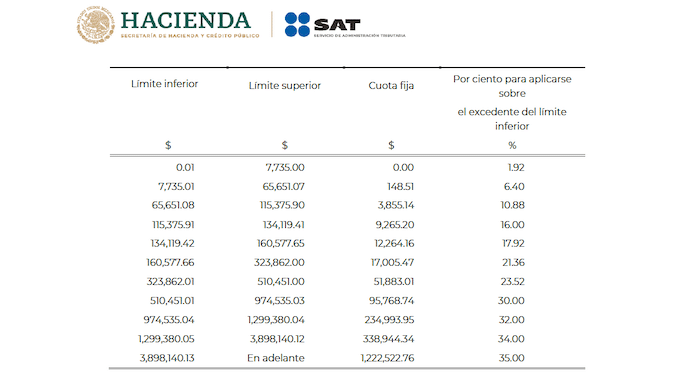 HACIENDA
SECRETARÍA DE HACIENDA Y CRÉDITO PÚBLICO
SAT
SERVICIO DE ADMINISTRACIÓN TRIBUTARIA
Límite inferior Límite superior Cuota fija Por ciento para aplicarse
sobre
el excedente del límite
inferior
$ $ $ %
0.01 7,735.00 0.00 1.92
7,735.01 65,651.07 148.51 6.40
65,651.08 115,375.90 3,855.14 10.88
115,375.91 134,119.41 9,265.20 16.00
134,119.42 160,577.65 12,264.16 17.92
160,577.66 323,862.00 17,005.47 21.36
323,862.01 510,451.00 51,883.01 23.52
510,451.01 974,535.03 95,768.74 30.00
974,535.04 1,299,380.04 234,993.95 32.00
1,299,380.05 3,898,140.12 338,944.34 34.00
3,898,140.13 En adelante 1,222,522.76 35.00